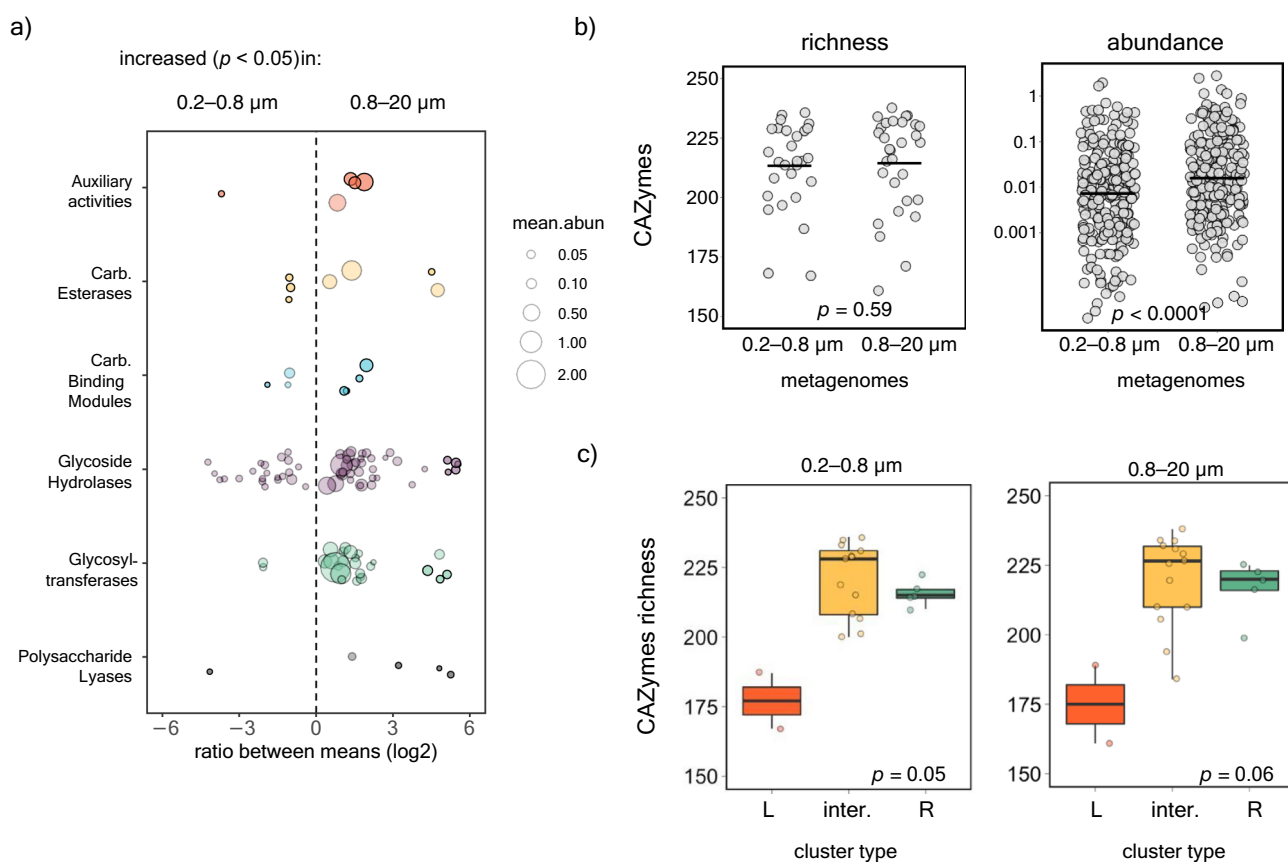 a)
increased (p < 0.05)in:
0.2–0.8 µm 0.8–20 µm
Auxiliary
activities
Carb.
Esterases
Carb.
Binding
Modules
Glycoside
Hydrolases
Glycosyl-
transferases
Polysaccharide
Lyases
−6 −3 0 3 6
ratio between means (log2)
mean.abun
0.05
0.10
0.50
1.00
2.00
b)
richness
CAZymes
250
225
200
175
150
p = 0.59
0.2–0.8 µm 0.8–20 µm
metagenomes
abundance
1
0.1
0.01
0.001
p < 0.0001
0.2–0.8 µm 0.8–20 µm
metagenomes
c)
0.2–0.8 µm
CAZymes richness
250
225
200
175
150
p = 0.05
L inter. R
cluster type
0.8–20 µm
250
225
200
175
150
p = 0.06
L inter. R
cluster type